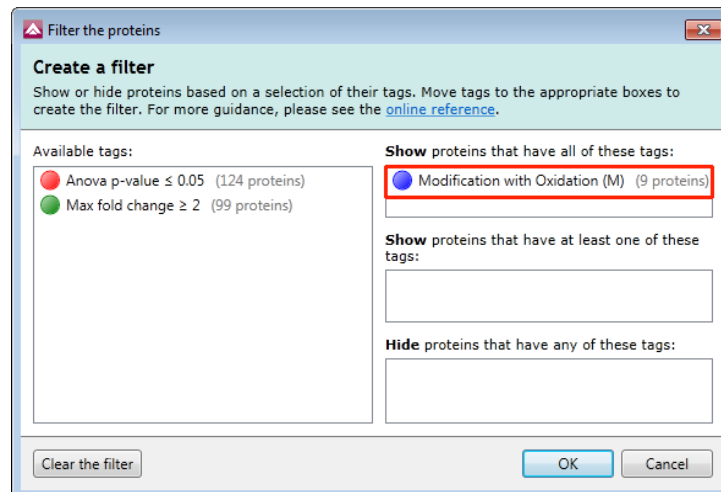 Filter the proteins
Create a filter
Show or hide proteins based on a selection of their tags. Move tags to the appropriate boxes to
create the filter. For more guidance, please see the online reference.
Available tags:
Anova p-value ≤ 0.05 (124 proteins)
Max fold change ≥ 2 (99 proteins)
Show proteins that have all of these tags:
Modification with Oxidation (M) (9 proteins)
Show proteins that have at least one of these
tags:
Hide proteins that have any of these tags:
Clear the filter
OK
Cancel